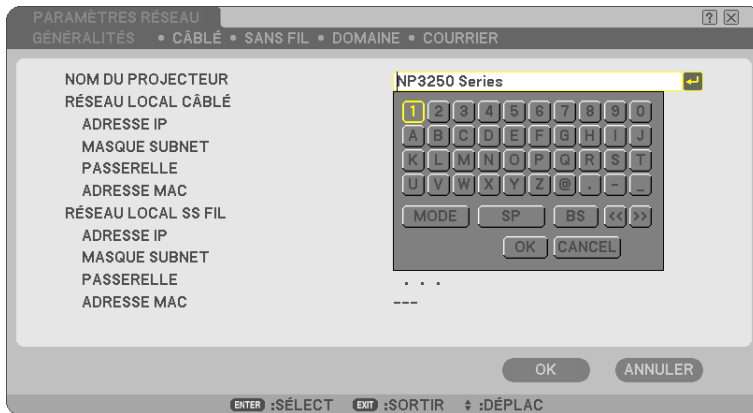 PARAMÈTRES RÉSEAU ? X
GÉNÉRALITÉS • CÂBLÉ • SANS FIL • DOMAINE • COURRIER
NOM DU PROJECTEUR NP3250 Series
RÉSEAU LOCAL CÂBLÉ
ADRESSE IP
MASQUE SUBNET
PASSERELLE
ADRESSE MAC
RÉSEAU LOCAL SS FIL
ADRESSE IP
MASQUE SUBNET
PASSERELLE . . .
ADRESSE MAC ---
1 2 3 4 5 6 7 8 9 0
A B C D E F G H I J
K L M N O P Q R S T
U V W X Y Z @ . - _
MODE SP BS << >>
OK CANCEL
OK ANNULER
ENTER :SÉLECT EXIT :SORTIR :DÉPLAC